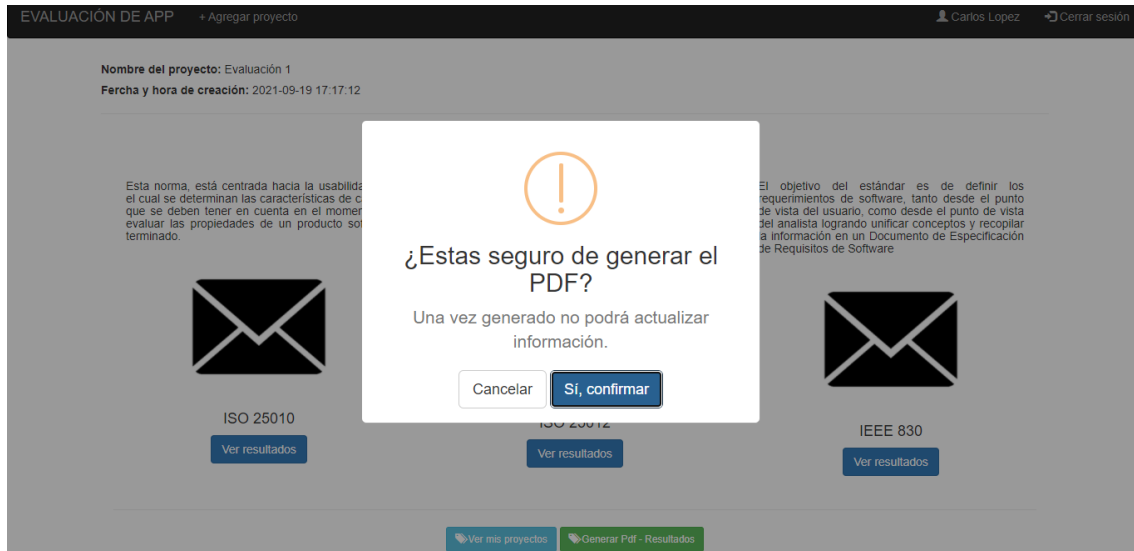 EVALUACIÓN DE APP + Agregar proyecto Carlos Lopez Cerrar sesión
Nombre del proyecto: Evaluación 1
Fercha y hora de creación: 2021-09-19 17:17:12
Esta norma, está centrada hacia la
el cual se determinan las características de
que se deben tener en cuenta en el
evaluar las propiedades de un producto
terminado.
ISO 25010
Ver resultados
¿Estas seguro de generar el
PDF?
Una vez generado no podrá actualizar
información.
Cancelar Sí, confirmar
ISO 25012
Ver resultados
El objetivo del estándar es de definir los
requerimientos de software, tanto desde el punto
de vista del usuario, como desde el punto de vista
del analista logrando unificar conceptos y recopilar
la información en un Documento de Especificación
de Requisitos de Software
IEEE 830
Ver resultados
Ver mis proyectos Generar Pdf - Resultados